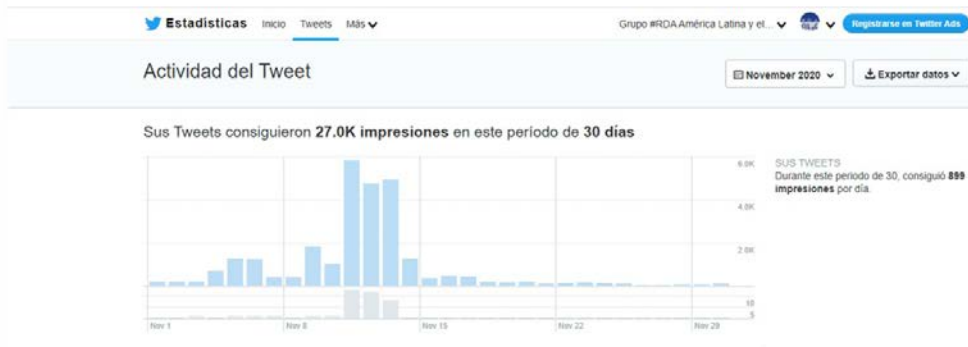 Estadísticas Inicio Tweets Más Grupo #RDAAmérica Latina y el... Registrarse en Twitter Ads
Actividad del Tweet November 2020 Exportar datos
Sus Tweets consiguieron 27.0K impresiones en este período de 30 días
6.0K
SUS TWEETS
Durante este período de 30, consiguió 899
impresiones por día.
4.0K
2.0K
10
5
Nov 1 Nov 8 Nov 15 Nov 22 Nov 29